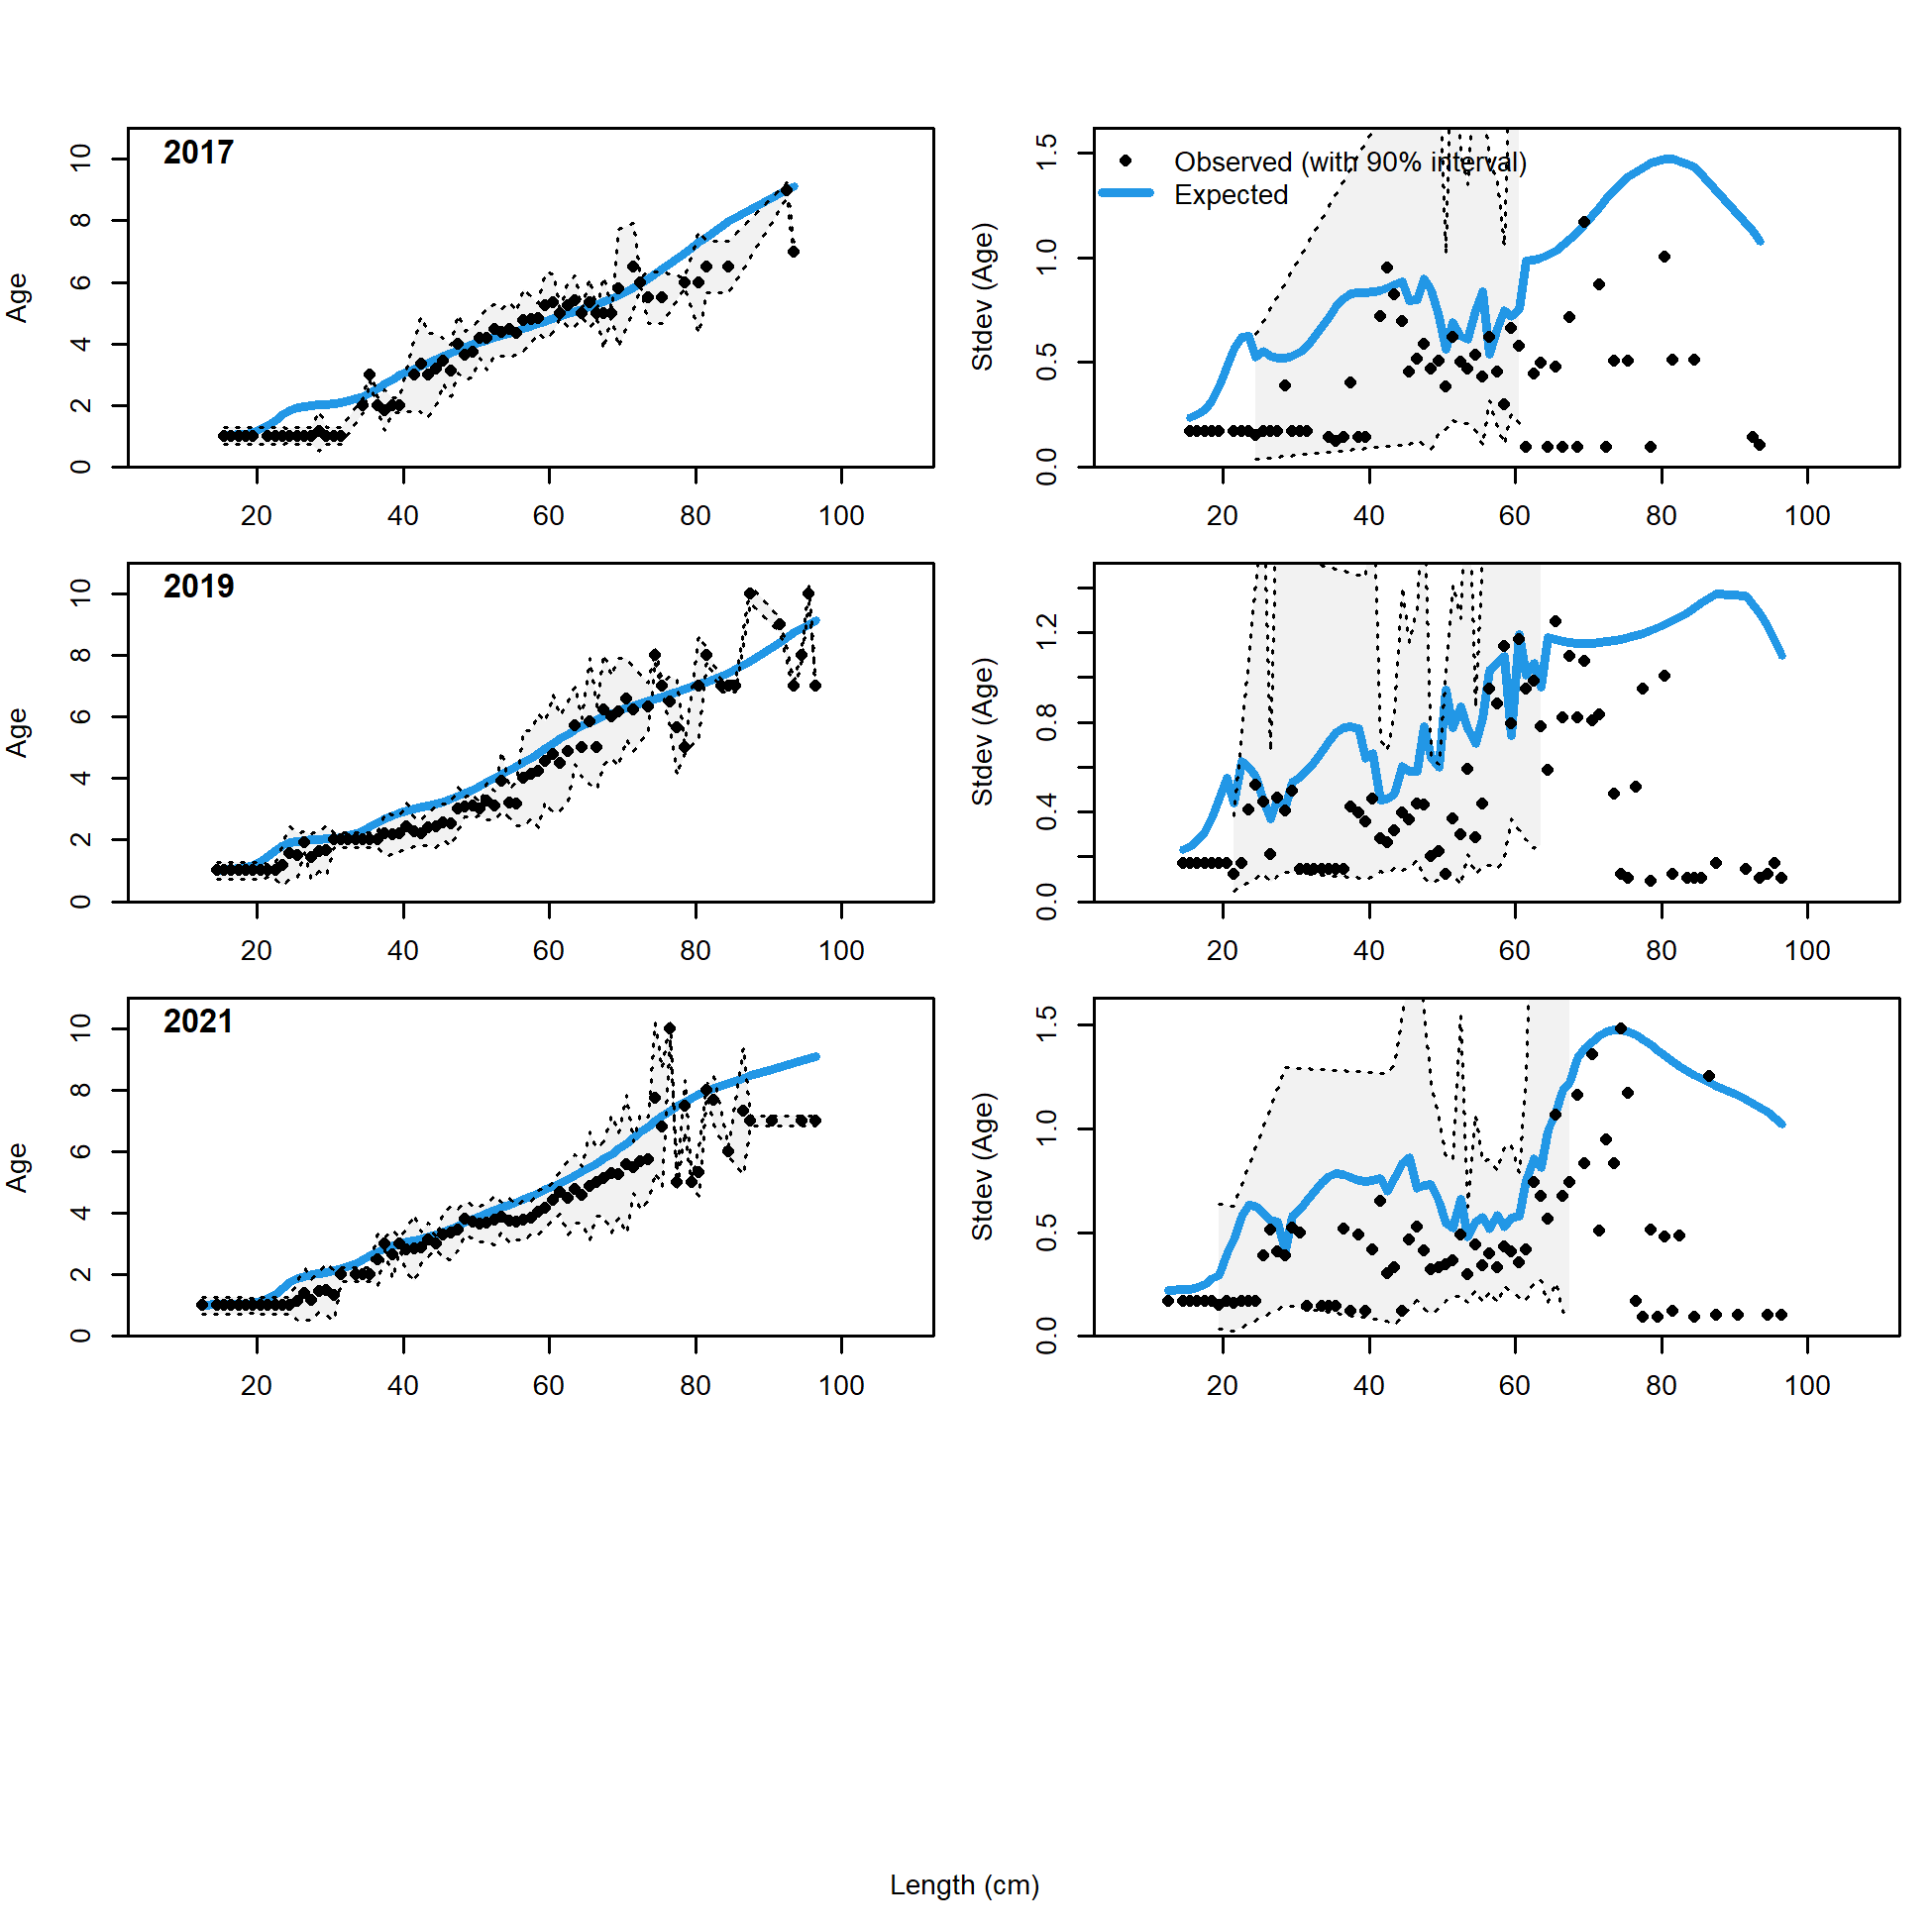 2017
Age
0 2 4 6 8 10
20 40 60 80 100
Observed (with 90% interval)
Expected
Stdev (Age)
0.0 0.5 1.0 1.5
20 40 60 80 100
2019
Age
0 2 4 6 8 10
20 40 60 80 100
Stdev (Age)
0.0 0.4 0.8 1.2
20 40 60 80 100
2021
Age
0 2 4 6 8 10
20 40 60 80 100
Stdev (Age)
0.0 0.5 1.0 1.5
20 40 60 80 100
Length (cm)